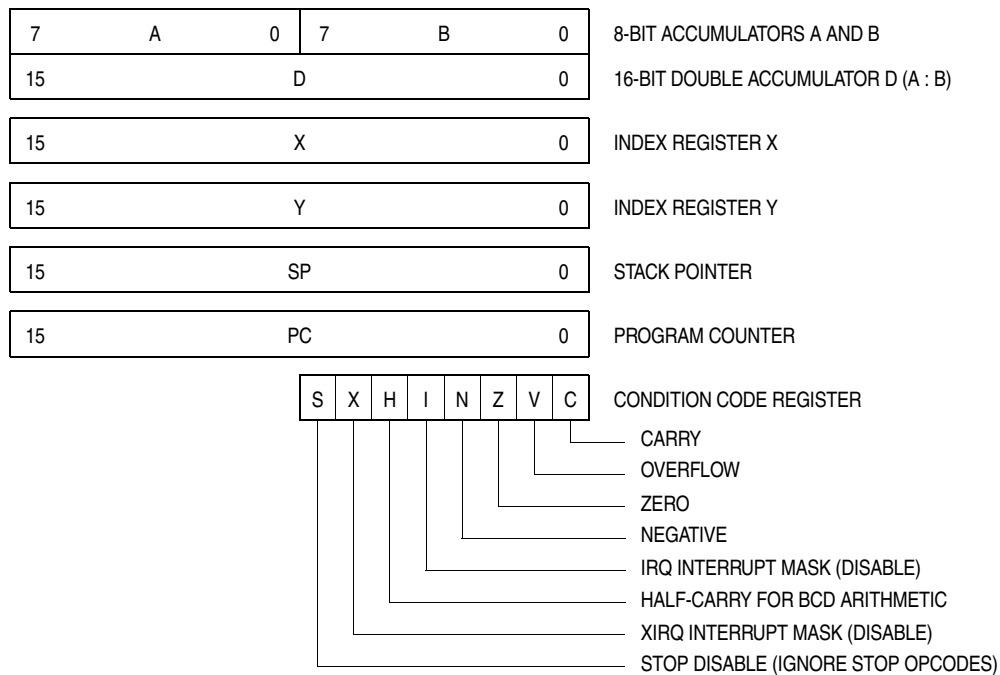 7 A 0 7 B 0 8-BIT ACCUMULATORS A AND B
15 D 0 16-BIT DOUBLE ACCUMULATOR D (A : B)
15 X 0 INDEX REGISTER X
15 Y 0 INDEX REGISTER Y
15 SP 0 STACK POINTER
15 PC 0 PROGRAM COUNTER
S X H I N Z V C CONDITION CODE REGISTER
CARRY
OVERFLOW
ZERO
NEGATIVE
IRQ INTERRUPT MASK (DISABLE)
HALF-CARRY FOR BCD ARITHMETIC
XIRQ INTERRUPT MASK (DISABLE)
STOP DISABLE (IGNORE STOP OPCODES)